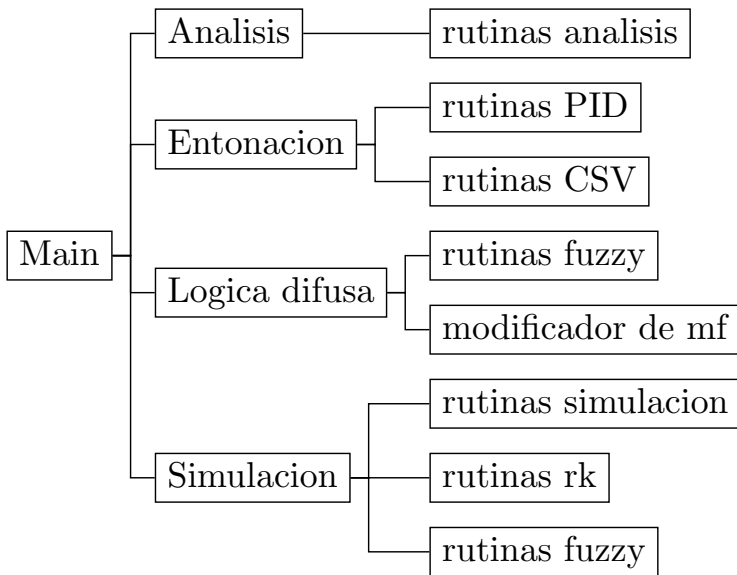 Analisis
rutinas analisis
rutinas PID
Entonacion
rutinas CSV
Main
rutinas fuzzy
Logica difusa
modificador de mf
rutinas simulacion
Simulacion
rutinas rk
rutinas fuzzy